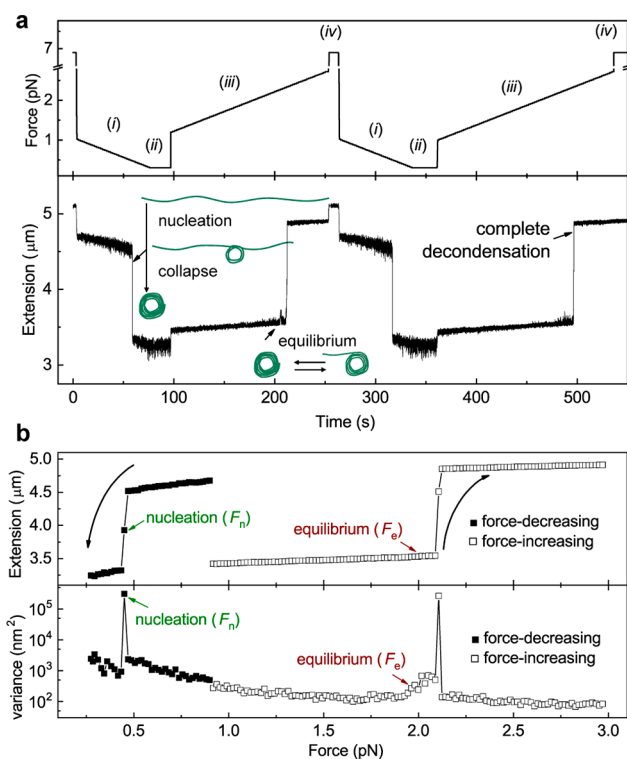 a
(iv)
(iv)
7
(iii)
(iii)
2
(i)
(i)
1
(ii)
(ii)
Force (pN)
5
nucleation
complete
decondensation
4
collapse
equilibrium
3
Extension (μm)
0
100
200
300
400
500
Time (s)
b
5.0
4.5
4.0
3.5
Extension (μm)
nucleation (Fn)
equilibrium (Fe)
force-decreasing
force-increasing
10⁵
10⁴
10³
10²
variance (nm²)
nucleation (Fn)
equilibrium (Fe)
force-decreasing
force-increasing
0.5
1.0
1.5
2.0
2.5
3.0
Force (pN)